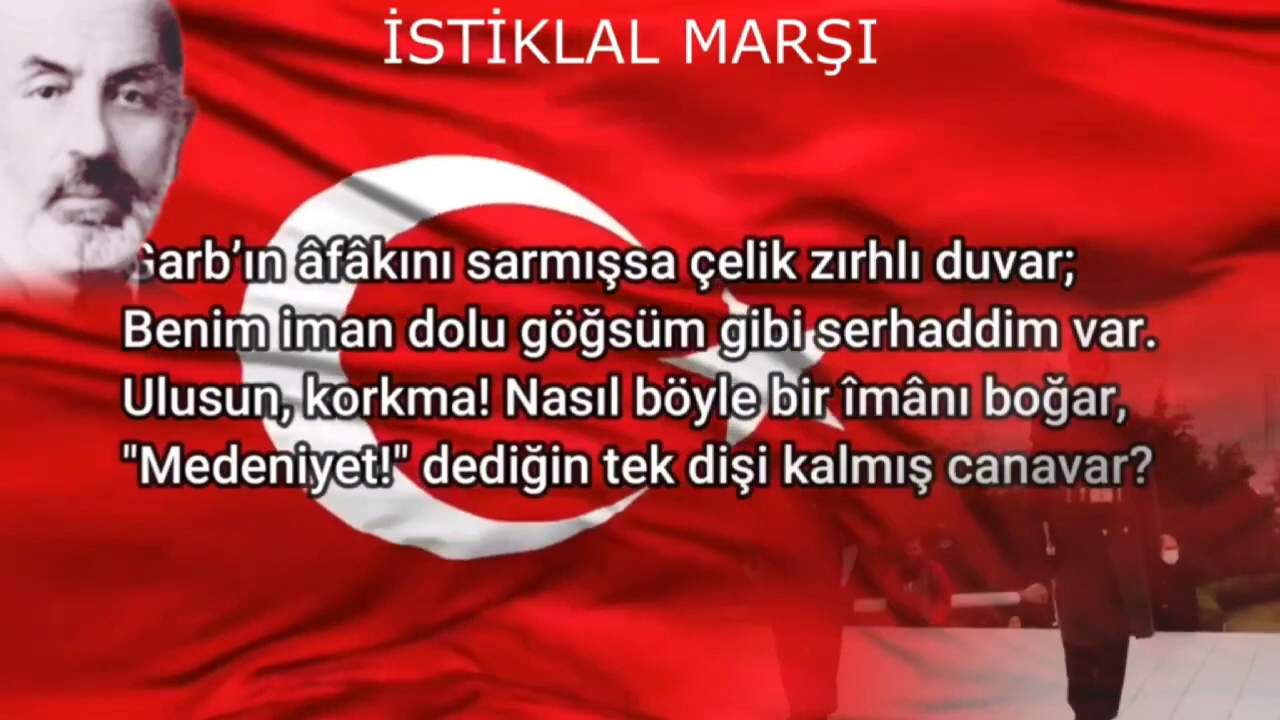 İSTİKLAL MARŞI
Garb’ın âfâkını sarmışsa çelik zırhlı duvar;
Benim iman dolu göğsüm gibi serhaddim var.
Ulusun, korkma! Nasıl böyle bir îmânı boğar,
"Medeniyet!" dediğin tek dişi kalmış canavar?